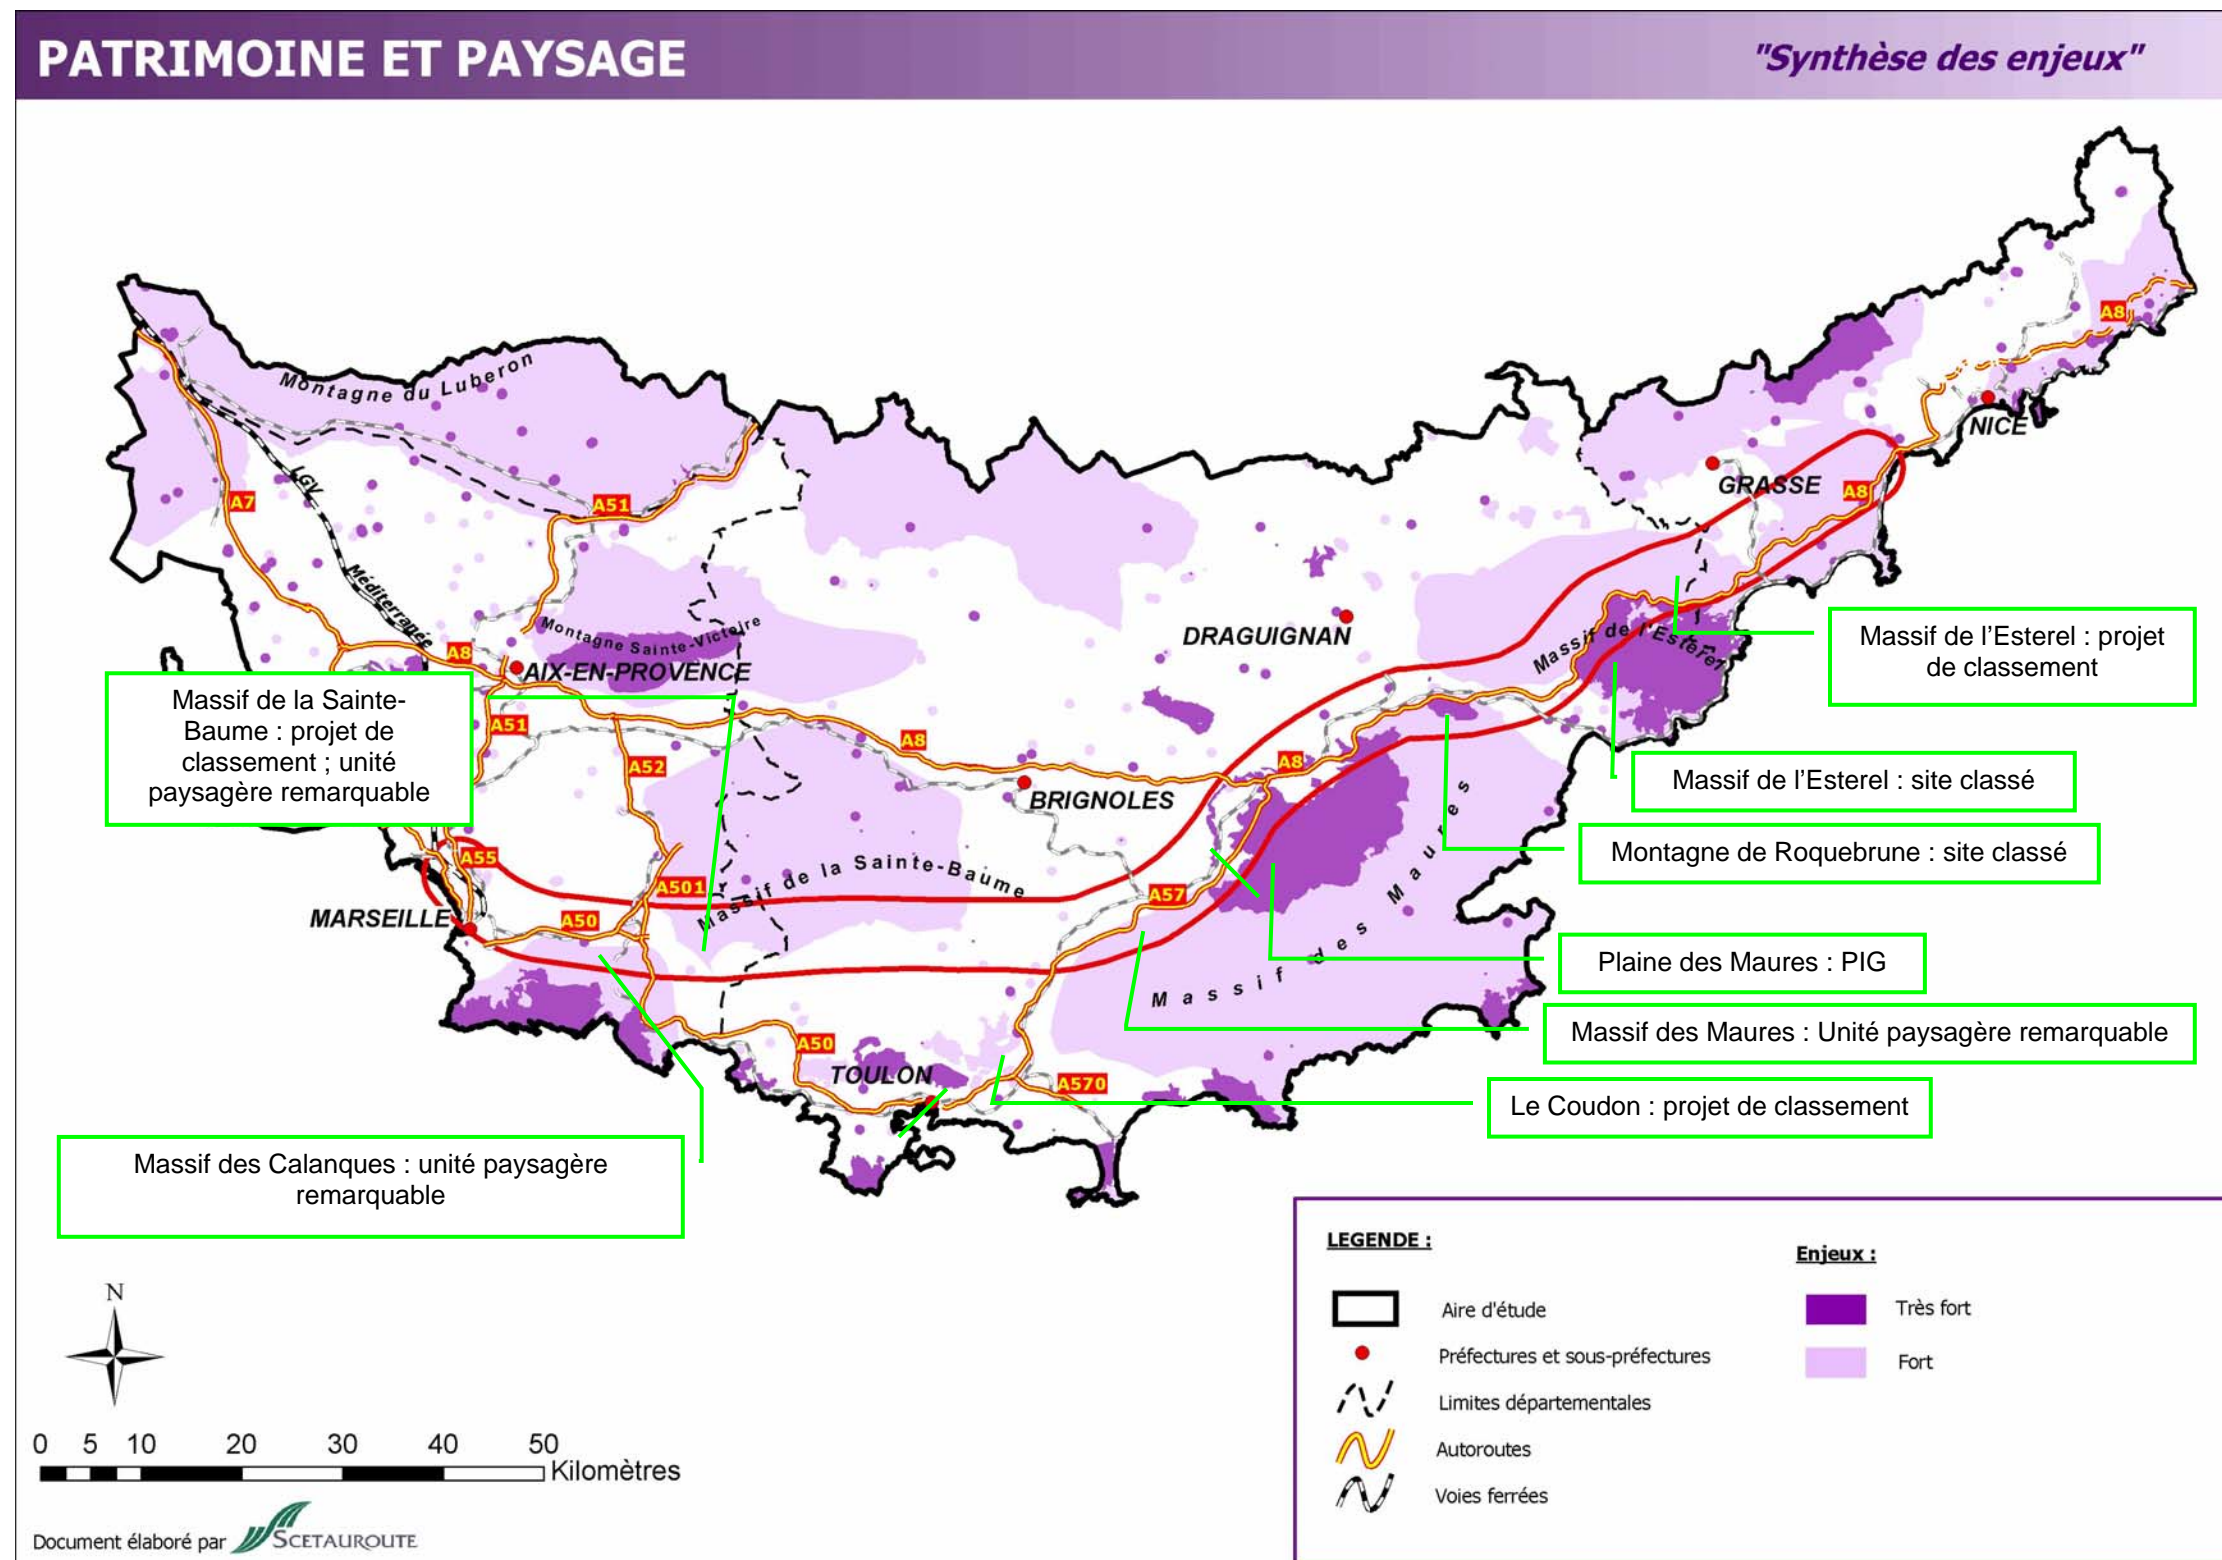 PATRIMOINE ET PAYSAGE
"Synthèse des enjeux"
Montagne du Luberon
A8
NICE
GRASSE
A8
A7
LGV
Méditerranée
A51
Montagne Sainte-Victoire
A8
AIX-EN-PROVENCE
DRAGUIGNAN
Massif de l'Esterel
Massif de l'Esterel : projet
de classement
Massif de la Sainte-
Baume : projet de
classement ; unité
paysagère remarquable
A51
A52
A8
A8
BRIGNOLES
Massif de l'Esterel : site classé
Montagne de Roquebrune : site classé
A55
A501
Massif de la Sainte-Baume
A57
MARSEILLE
A50
Massif des Maures
Plaine des Maures : PIG
Massif des Maures : Unité paysagère remarquable
A50
TOULON
A570
Le Coudon : projet de classement
Massif des Calanques : unité paysagère
remarquable
LEGENDE :
Aire d'étude
Préfectures et sous-préfectures
Limites départementales
Autoroutes
Voies ferrées
Enjeux :
Très fort
Fort
N
0 5 10 20 30 40 50
Kilomètres
Document élaboré par SCETAUROUTE